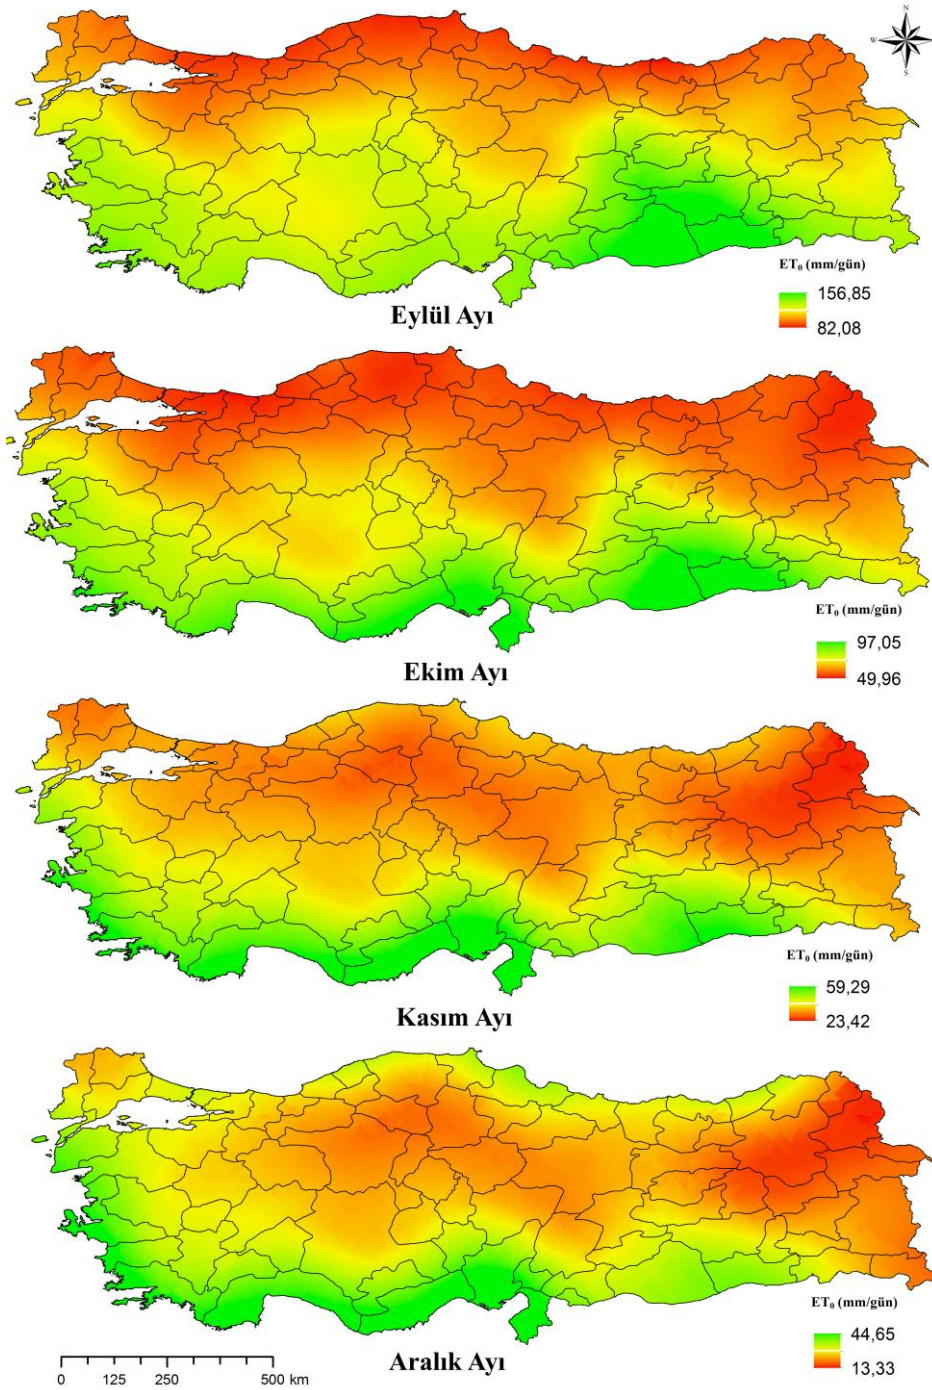 N
W
S
ET₀ (mm/gün)
156,85
82,08
Eylül Ayı
ET₀ (mm/gün)
97,05
49,96
Ekim Ayı
ET₀ (mm/gün)
59,29
23,42
Kasım Ayı
ET₀ (mm/gün)
44,65
13,33
Aralık Ayı
0 125 250 500 km